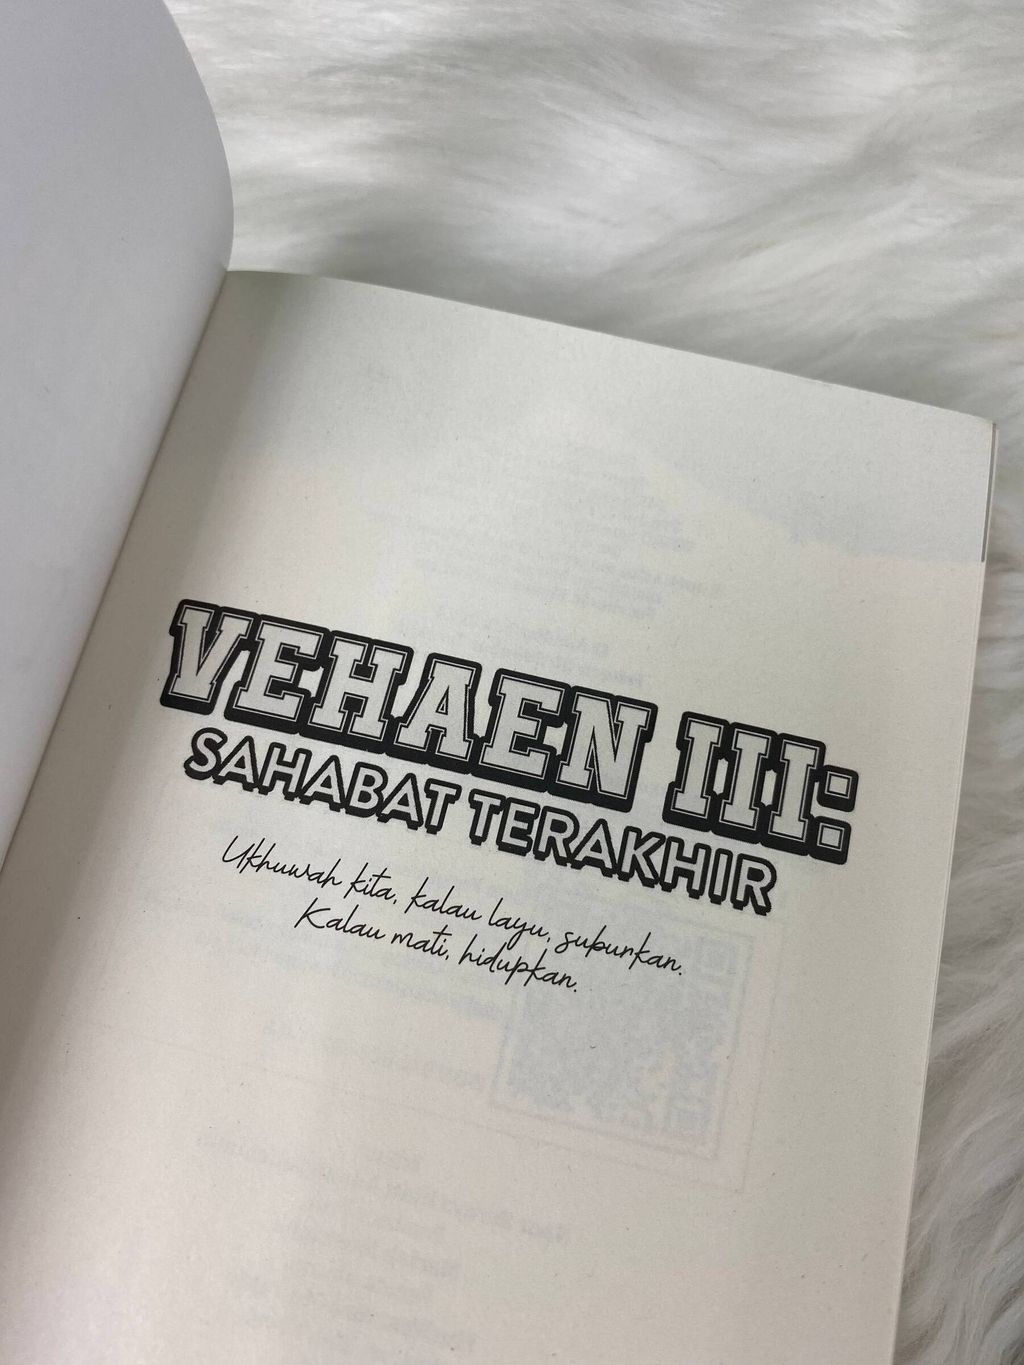 VEHAEN III:
SAHABAT TERAKHIR
Ukhuwah kita, kalau layu, suburkan.
Kalau mati, hidupkan.